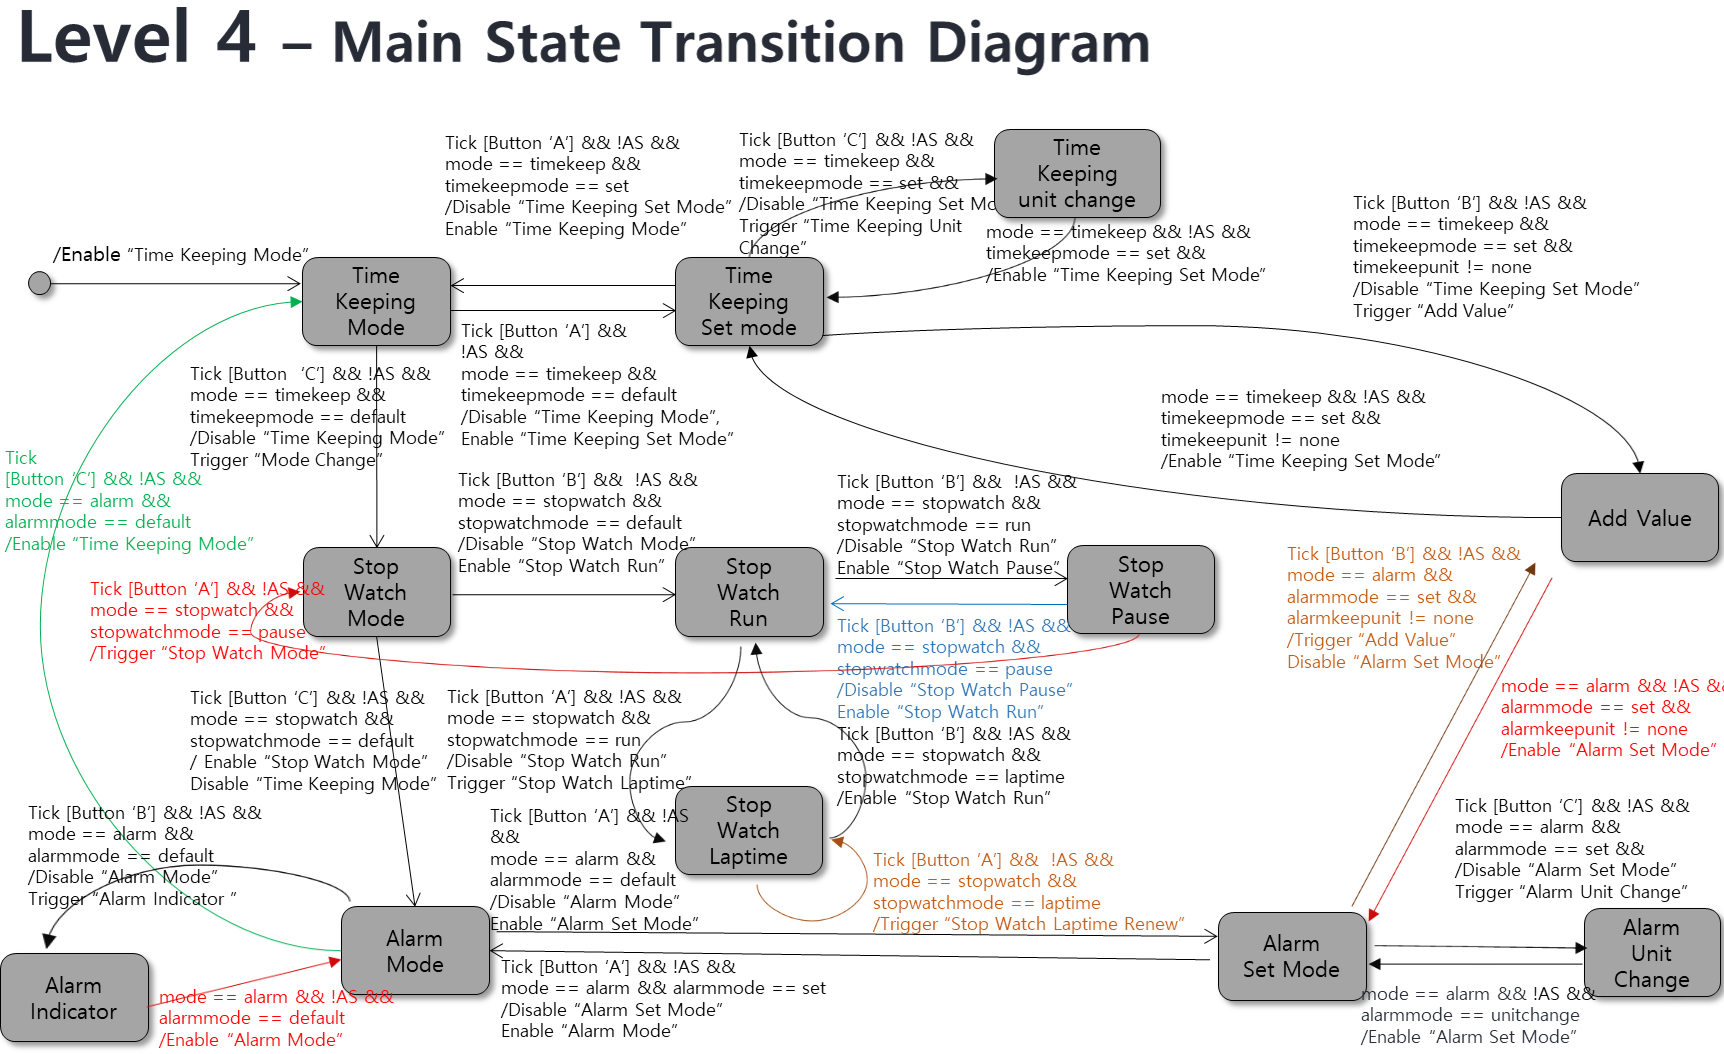 Level 4 – Main State Transition Diagram
Tick [Button ‘A’] && !AS &&
mode == timekeep &&
timekeepmode == set
/Disable “Time Keeping Set Mode”
Enable “Time Keeping Mode”
Tick [Button ‘C’] && !AS &&
mode == timekeep &&
timekeepmode == set &&
/Disable “Time Keeping Set Mo
Trigger “Time Keeping Unit
Change”
Time
Keeping
unit change
mode == timekeep && !AS &&
timekeepmode == set &&
/Enable “Time Keeping Set Mode”
Tick [Button ‘B’] && !AS &&
mode == timekeep &&
timekeepmode == set &&
timekeepunit != none
/Disable “Time Keeping Set Mode”
Trigger “Add Value”
/Enable “Time Keeping Mode”
Time
Keeping
Mode
Time
Keeping
Set mode
Tick [Button ‘A’] &&
!AS &&
mode == timekeep &&
timekeepmode == default
/Disable “Time Keeping Mode”,
Enable “Time Keeping Set Mode”
Tick [Button  ‘C’] && !AS &&
mode == timekeep &&
timekeepmode == default
/Disable “Time Keeping Mode”
Trigger “Mode Change”
mode == timekeep && !AS &&
timekeepmode == set &&
timekeepunit != none
/Enable “Time Keeping Set Mode”
Tick
[Button ‘C’] && !AS &&
mode == alarm &&
alarmmode == default
/Enable “Time Keeping Mode”
Tick [Button ‘B’] &&  !AS &&
mode == stopwatch &&
stopwatchmode == default
/Disable “Stop Watch Mode”
Enable “Stop Watch Run”
Tick [Button ‘B’] &&  !AS &&
mode == stopwatch &&
stopwatchmode == run
/Disable “Stop Watch Run”
Enable “Stop Watch Pause”
Add Value
Stop
Watch
Mode
Stop
Watch
Run
Stop
Watch
Pause
Tick [Button ‘A’] && !AS &&
mode == stopwatch &&
stopwatchmode == pause
/Trigger “Stop Watch Mode”
Tick [Button ‘B’] && !AS &&
mode == stopwatch &&
stopwatchmode == pause
/Disable “Stop Watch Pause”
Enable “Stop Watch Run”
Tick [Button ‘B’] && !AS &&
mode == alarm &&
alarmmode == set &&
alarmkeepunit != none
/Trigger “Add Value”
Disable “Alarm Set Mode”
mode == alarm && !AS &&
alarmmode == set &&
alarmkeepunit != none
/Enable “Alarm Set Mode”
Tick [Button ‘C’] && !AS &&
mode == stopwatch &&
stopwatchmode == default
/ Enable “Stop Watch Mode”
Disable “Time Keeping Mode”
Tick [Button ‘A’] && !AS &&
mode == stopwatch &&
stopwatchmode == run
/Disable “Stop Watch Run”
Trigger “Stop Watch Laptime”
Tick [Button ‘B’] && !AS &&
mode == stopwatch &&
stopwatchmode == laptime
/Enable “Stop Watch Run”
Stop
Watch
Laptime
Tick [Button ‘B’] && !AS &&
mode == alarm &&
alarmmode == default
/Disable “Alarm Mode”
Trigger “Alarm Indicator ”
Tick [Button ‘A’] && !AS
&&
mode == alarm &&
alarmmode == default
/Disable “Alarm Mode”
Enable “Alarm Set Mode”
Tick [Button ‘A’] &&  !AS &&
mode == stopwatch &&
stopwatchmode == laptime
/Trigger “Stop Watch Laptime Renew”
Tick [Button ‘C’] && !AS &&
mode == alarm &&
alarmmode == set &&
/Disable “Alarm Set Mode”
Trigger “Alarm Unit Change”
Alarm
Mode
Alarm
Set Mode
Alarm
Unit
Change
Alarm
Indicator
mode == alarm && !AS &&
alarmmode == default
/Enable “Alarm Mode”
Tick [Button ‘A’] && !AS &&
mode == alarm && alarmmode == set
/Disable “Alarm Set Mode”
Enable “Alarm Mode”
mode == alarm && !AS &&
alarmmode == unitchange
/Enable “Alarm Set Mode”